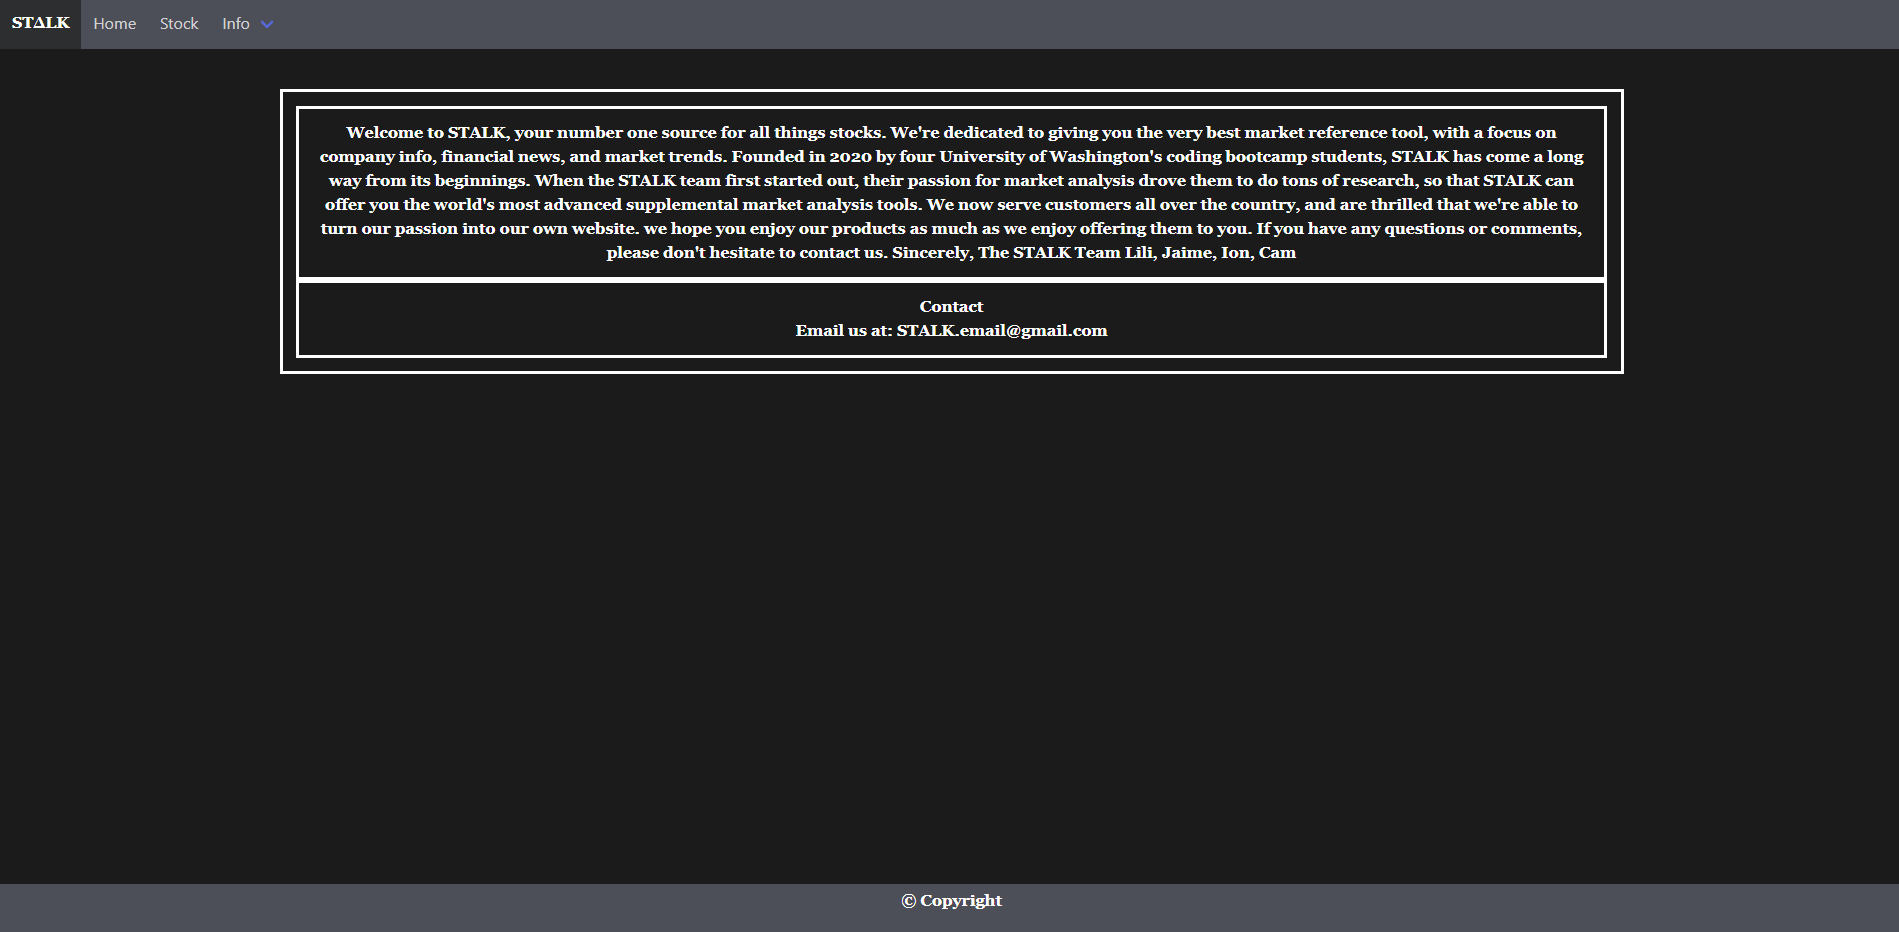 STΔLK
Home
Stock
Info
Welcome to STALK, your number one source for all things stocks. We're dedicated to giving you the very best market reference tool, with a focus on
company info, financial news, and market trends. Founded in 2020 by four University of Washington's coding bootcamp students, STALK has come a long
way from its beginnings. When the STALK team first started out, their passion for market analysis drove them to do tons of research, so that STALK can
offer you the world's most advanced supplemental market analysis tools. We now serve customers all over the country, and are thrilled that we're able to
turn our passion into our own website. we hope you enjoy our products as much as we enjoy offering them to you. If you have any questions or comments,
please don't hesitate to contact us. Sincerely, The STALK Team Lili, Jaime, Ion, Cam
Contact
Email us at: STALK.email@gmail.com
© Copyright